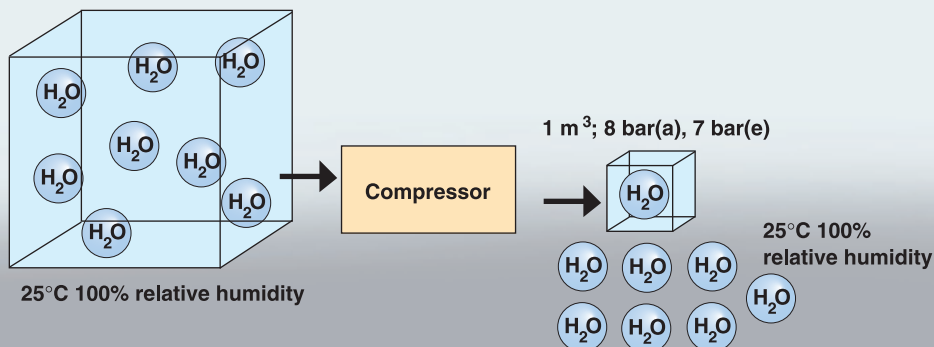 H₂O
H₂O
H₂O
H₂O
H₂O
H₂O
H₂O
H₂O
25°C 100% relative humidity
Compressor
1 m³; 8 bar(a), 7 bar(e)
H₂O
25°C 100%
relative humidity
H₂O
H₂O
H₂O
H₂O
H₂O
H₂O
H₂O